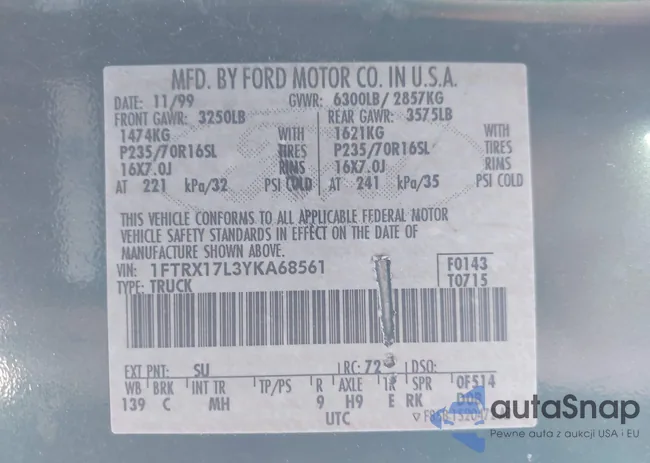 MFD. BY FORD MOTOR CO. IN U.S.A.
DATE: 11/99 GVWR: 6300LB/ 2857KG
FRONT GAWR: 3250LB REAR GAWR: 3575LB
1474KG WITH 1621KG WITH
P235/70R16SL TIRES P235/70R16SL TIRES
16X7.0J RIMS 16X7.0J RIMS
AT 221 kPa/32 PSI COLD AT 241 kPa/35 PSI COLD
THIS VEHICLE CONFORMS TO ALL APPLICABLE FEDERAL MOTOR
VEHICLE SAFETY STANDARDS IN EFFECT ON THE DATE OF
MANUFACTURE SHOWN ABOVE.
VIN: 1FTRX17L3YKA68561 F0143
TYPE: TRUCK T0715
EXT PNT: SU RC: 72 DSO:
WB BRK INT TR TP/PS R AXLE TR SPR OF514
139 C MH 9 H9 E RK
UTC
autaSnap
Pewne auta z aukcji USA i EU